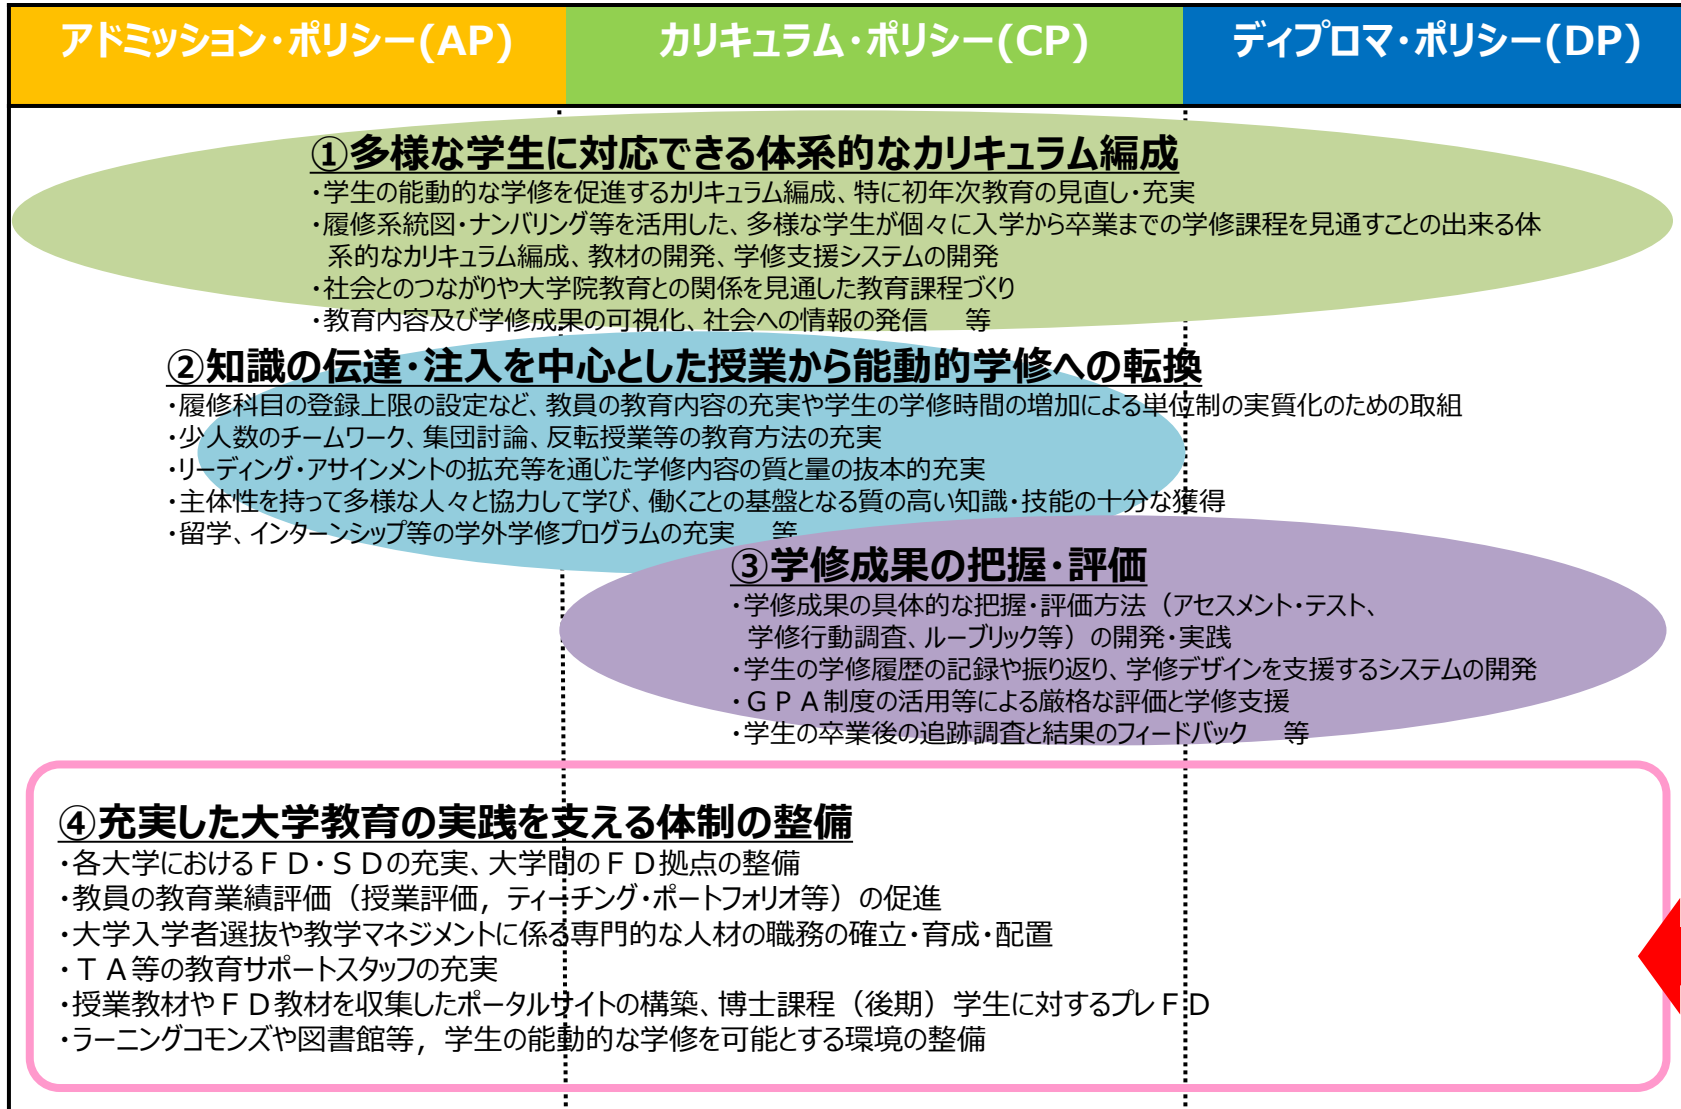 アドミッション・ポリシー(AP)
カリキュラム・ポリシー(CP)
ディプロマ・ポリシー(DP)
①多様な学生に対応できる体系的なカリキュラム編成
・学生の能動的な学修を促進するカリキュラム編成、特に初年次教育の見直し・充実
・履修系統図・ナンバリング等を活用した、多様な学生が個々に入学から卒業までの学修課程を見通すことの出来る体
系的なカリキュラム編成、教材の開発、学修支援システムの開発
・社会とのつながりや大学院教育との関係を見通した教育課程づくり
・教育内容及び学修成果の可視化、社会への情報の発信　等
②知識の伝達・注入を中心とした授業から能動的学修への転換
・履修科目の登録上限の設定など、教員の教育内容の充実や学生の学修時間の増加による単位制の実質化のための取組
・少人数のチームワーク、集団討論、反転授業等の教育方法の充実
・リーディング・アサインメントの拡充等を通じた学修内容の質と量の抜本的充実
・主体性を持って多様な人々と協力して学び、働くことの基盤となる質の高い知識・技能の十分な獲得
・留学、インターンシップ等の学外学修プログラムの充実　等
③学修成果の把握・評価
・学修成果の具体的な把握・評価方法（アセスメント・テスト、
学修行動調査、ルーブリック等）の開発・実践
・学生の学修履歴の記録や振り返り、学修デザインを支援するシステムの開発
・ＧＰＡ制度の活用等による厳格な評価と学修支援
・学生の卒業後の追跡調査と結果のフィードバック　等
④充実した大学教育の実践を支える体制の整備
・各大学におけるＦＤ・ＳＤの充実、大学間のＦＤ拠点の整備
・教員の教育業績評価（授業評価，ティーチング・ポートフォリオ等）の促進
・大学入学者選抜や教学マネジメントに係る専門的な人材の職務の確立・育成・配置
・ＴＡ等の教育サポートスタッフの充実
・授業教材やＦＤ教材を収集したポータルサイトの構築、博士課程（後期）学生に対するプレＦＤ
・ラーニングコモンズや図書館等，学生の能動的な学修を可能とする環境の整備